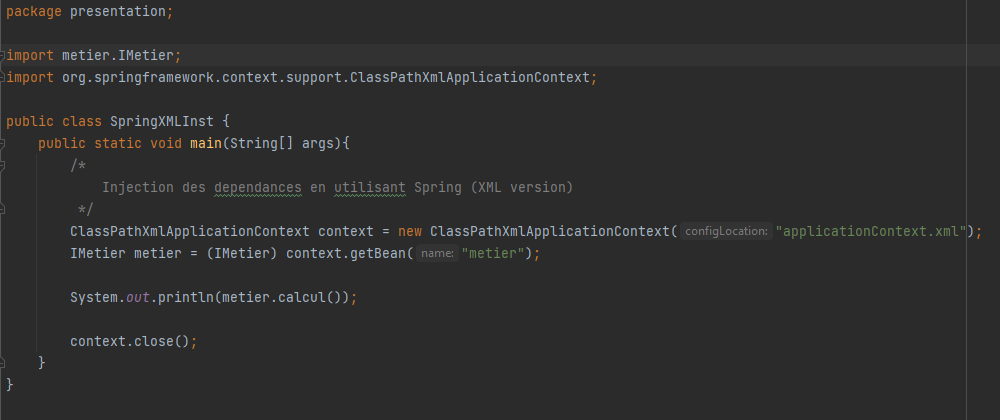 package presentation;
import metier.IMetier;
import org.springframework.context.support.ClassPathXmlApplicationContext;
public class SpringXMLInst {
public static void main(String[] args){
/*
Injection des dependances en utilisant Spring (XML version)
*/
ClassPathXmlApplicationContext context = new ClassPathXmlApplicationContext( configLocation: "applicationContext.xml");
IMetier metier = (IMetier) context.getBean( name: "metier");
System.out.println(metier.calcul());
context.close();
}
}